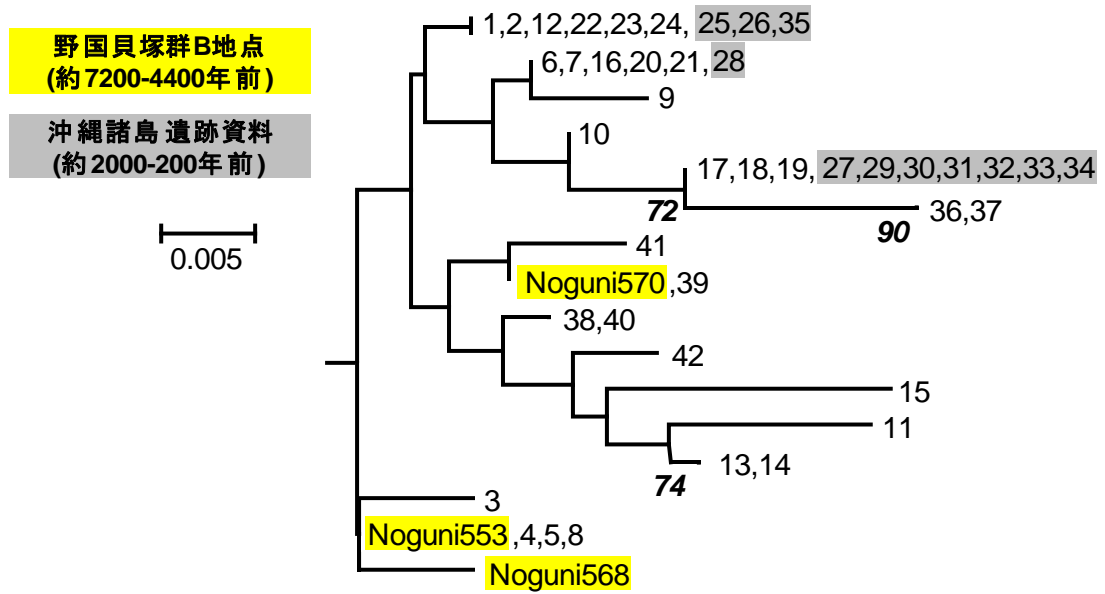 野国貝塚群B地点
(約7200-4400年前)
沖縄諸島遺跡資料
(約2000-200年前)
0.005
1,2,12,22,23,24, 25,26,35
6,7,16,20,21, 28
9
10
17,18,19, 27,29,30,31,32,33,34
72
36,37
90
41
Noguni570 ,39
38,40
42
15
11
13,14
74
3
Noguni553 ,4,5,8
Noguni568